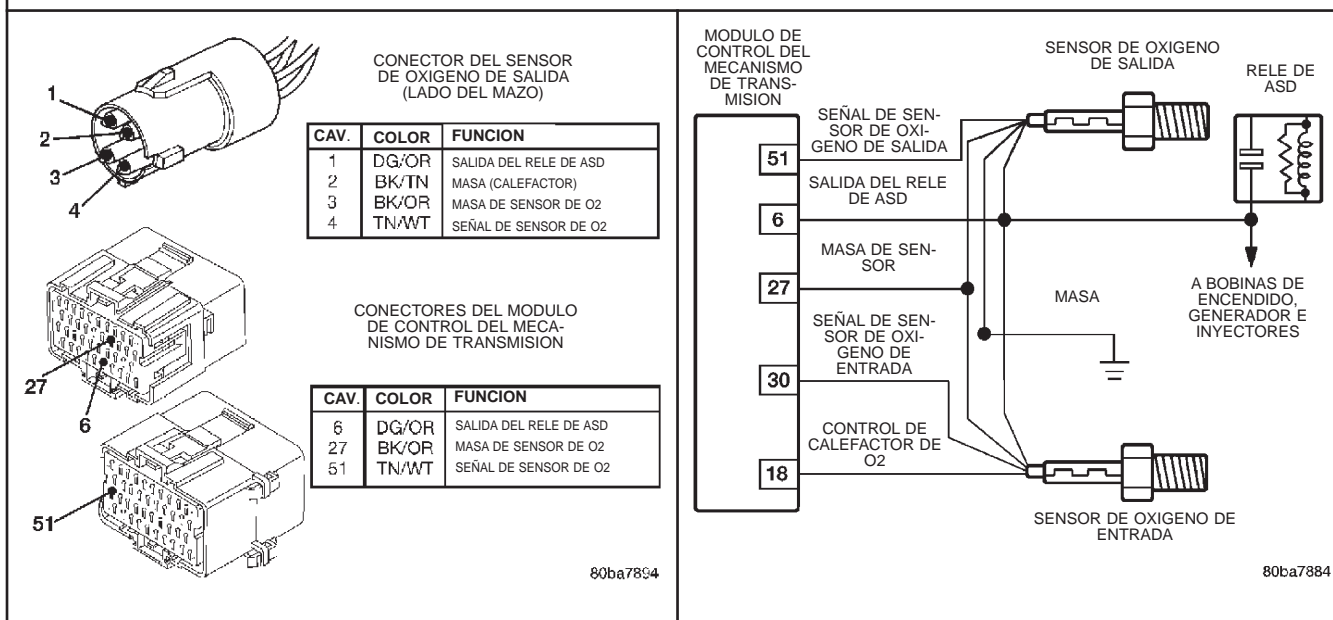 CONECTOR DEL SENSOR
DE OXIGENO DE SALIDA
(LADO DEL MAZO)
1
2
3
4
CAV. COLOR FUNCION
1 DG/OR SALIDA DEL RELE DE ASD
2 BK/TN MASA (CALEFACTOR)
3 BK/OR MASA DE SENSOR DE O2
4 TN/WT SEÑAL DE SENSOR DE O2
CONECTORES DEL MODULO
DE CONTROL DEL MECA-
NISMO DE TRANSMISION
27
6
51
CAV. COLOR FUNCION
6 DG/OR SALIDA DEL RELE DE ASD
27 BK/OR MASA DE SENSOR DE O2
51 TN/WT SEÑAL DE SENSOR DE O2
80ba7894
MODULO DE
CONTROL DEL
MECANISMO
DE TRANS-
MISION
SENSOR DE OXIGENO
DE SALIDA
RELE DE
ASD
SEÑAL DE SEN-
SOR DE OXI-
GENO DE SALIDA
51
SALIDA DEL RELE
DE ASD
6
MASA DE SEN-
SOR
27
MASA
A BOBINAS DE
ENCENDIDO,
GENERADOR E
INYECTORES
SEÑAL DE SEN-
SOR DE OXI-
GENO DE
ENTRADA
30
CONTROL DE
CALEFACTOR DE
O2
18
SENSOR DE OXIGENO DE
ENTRADA
80ba7884